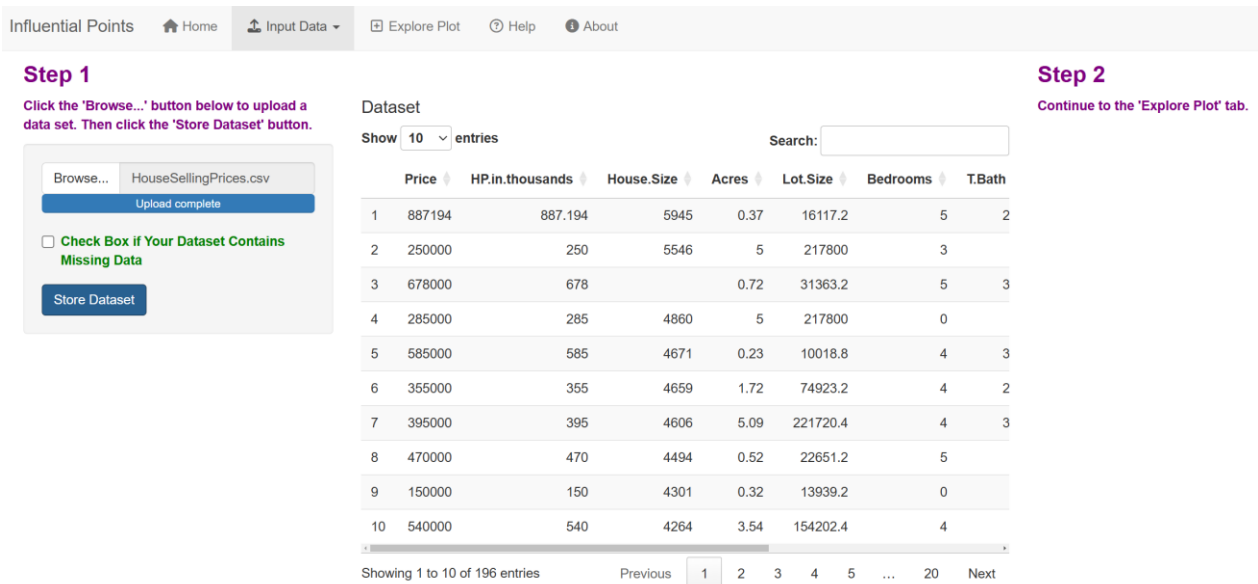 Influential Points Home Input Data Explore Plot Help About
Step 1
Click the 'Browse...' button below to upload a
data set. Then click the 'Store Dataset' button.
Browse... HouseSellingPrices.csv
Upload complete
Check Box if Your Dataset Contains
Missing Data
Store Dataset
Dataset
Show 10 entries Search:
Price HP.in.thousands House.Size Acres Lot.Size Bedrooms T.Bath
1 887194 887.194 5945 0.37 16117.2 5 2
2 250000 250 5546 5 217800 3
3 678000 678 0.72 31363.2 5 3
4 285000 285 4860 5 217800 0
5 585000 585 4671 0.23 10018.8 4 3
6 355000 355 4659 1.72 74923.2 4 2
7 395000 395 4606 5.09 221720.4 4 3
8 470000 470 4494 0.52 22651.2 5
9 150000 150 4301 0.32 13939.2 0
10 540000 540 4264 3.54 154202.4 4
Showing 1 to 10 of 196 entries Previous 1 2 3 4 5 ... 20 Next
Step 2
Continue to the 'Explore Plot' tab.